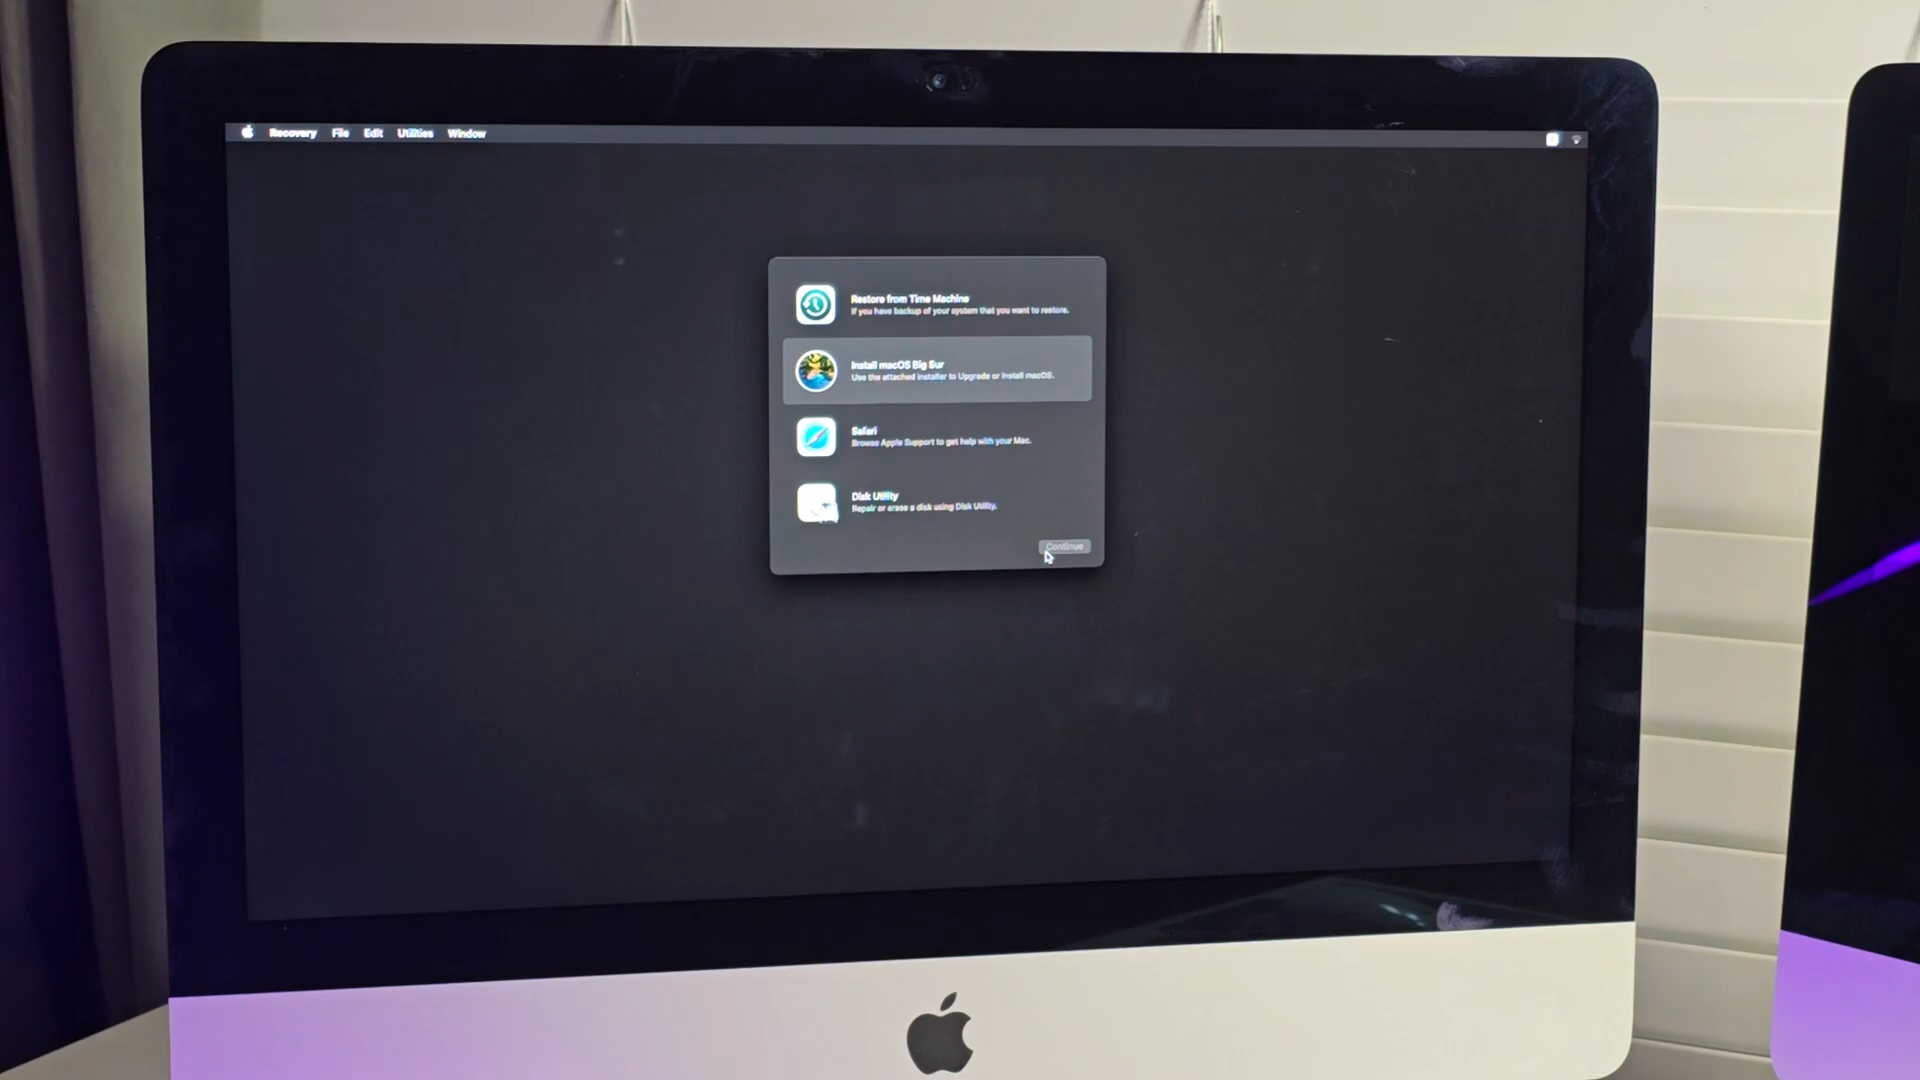 Recovery File Edit Utilities Window
Restore from Time Machine
If you have backup of your system that you want to restore.
Install macOS Big Sur
Use the attached installer to Upgrade or Install macOS.
Safari
Browse Apple Support to get help with your Mac.
Disk Utility
Repair or erase a disk using Disk Utility.
Continue